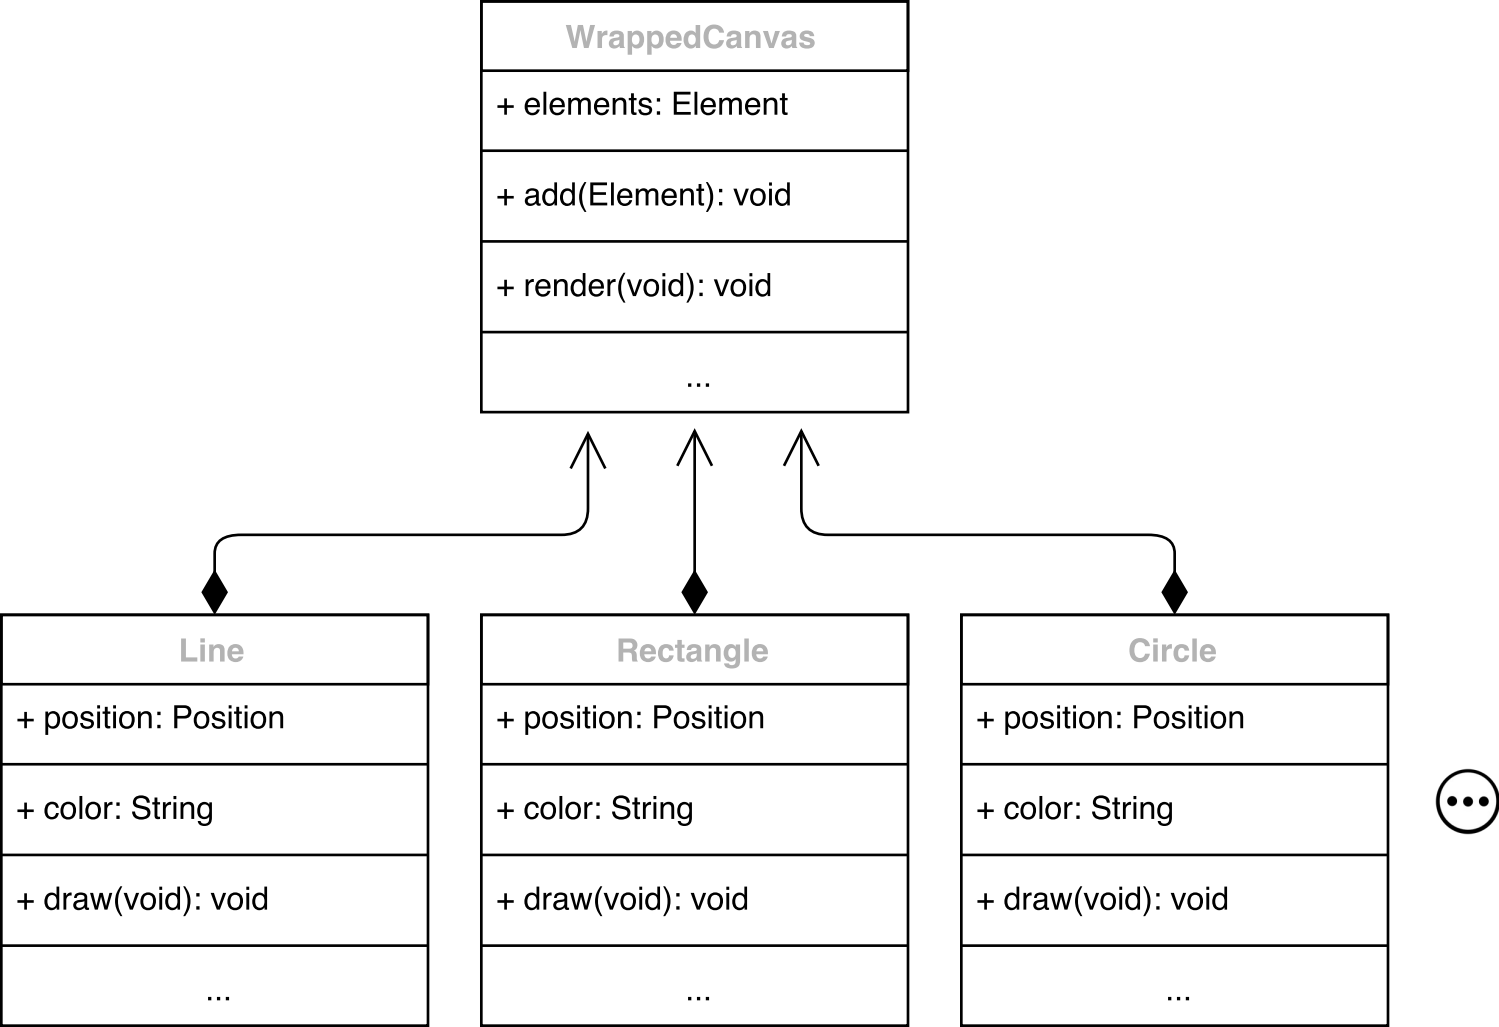 WrappedCanvas
+ elements: Element
+ add(Element): void
+ render(void): void
...
Line
+ position: Position
+ color: String
+ draw(void): void
...
Rectangle
+ position: Position
+ color: String
+ draw(void): void
...
Circle
+ position: Position
+ color: String
+ draw(void): void
...